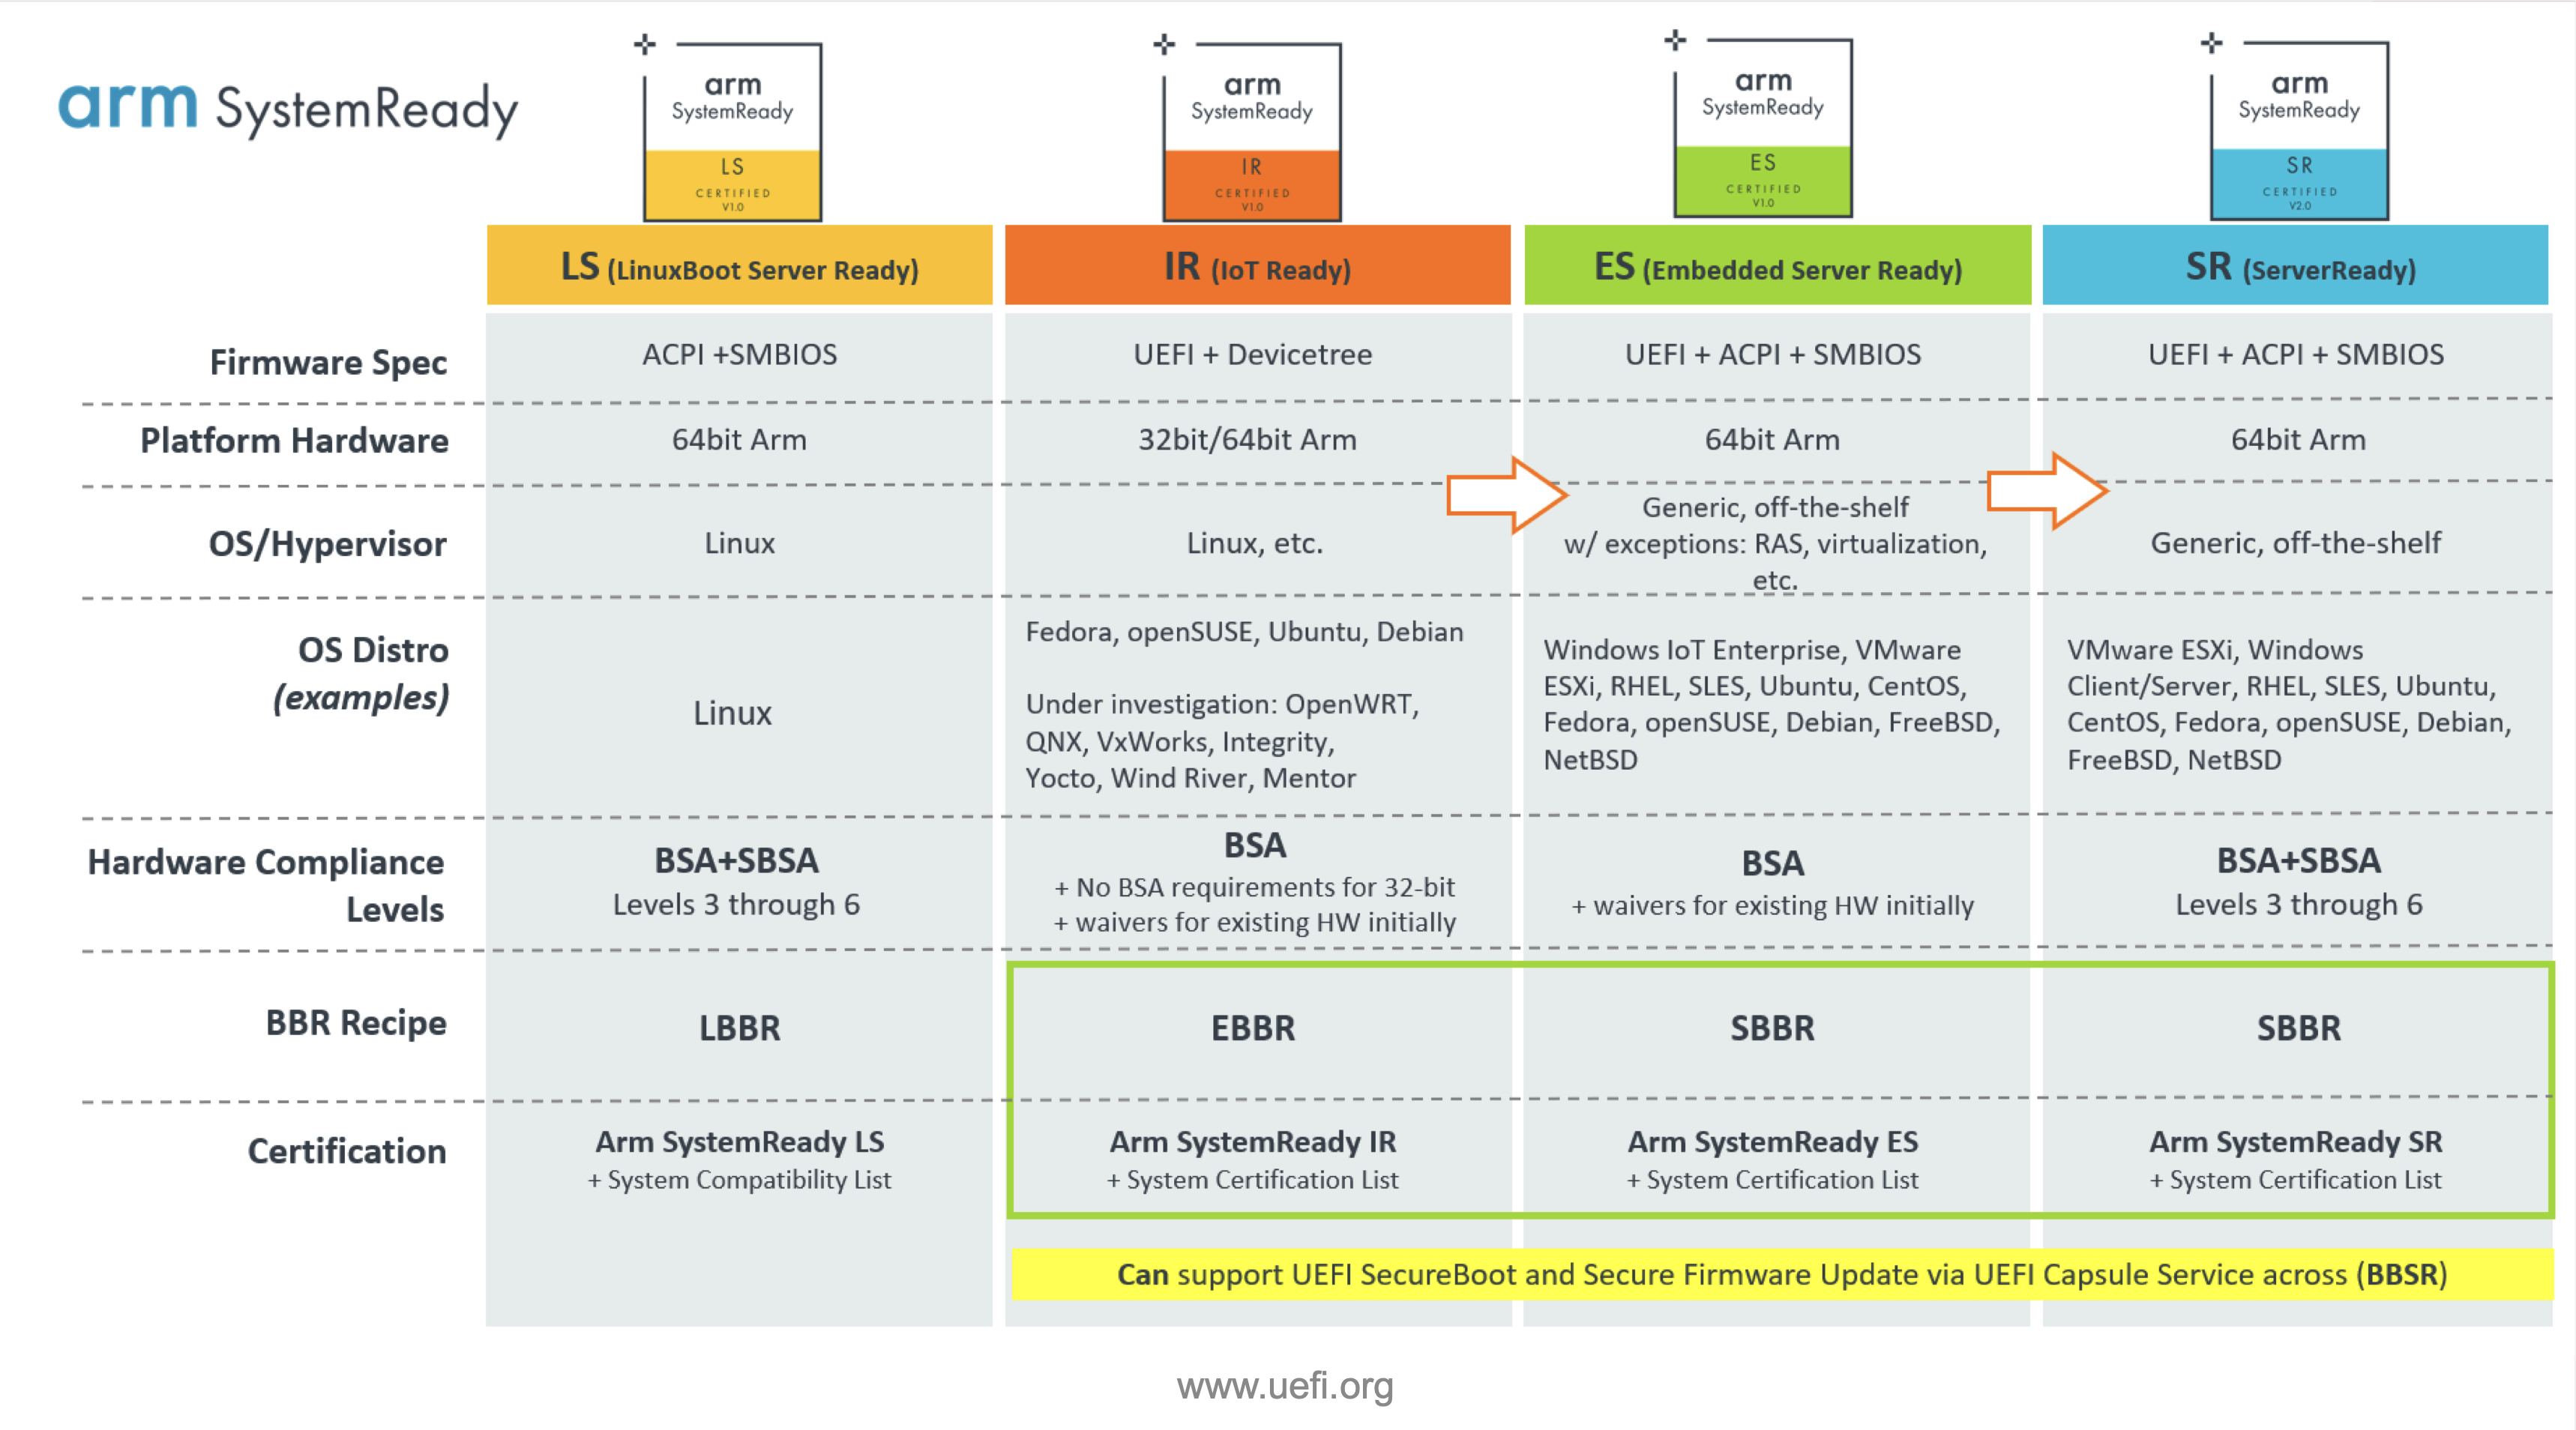 arm SystemReady
arm
SystemReady
LS
CERTIFIED
V1.0
arm
SystemReady
IR
CERTIFIED
V1.0
arm
SystemReady
ES
CERTIFIED
V1.0
arm
SystemReady
SR
CERTIFIED
V2.0
LS (LinuxBoot Server Ready)
IR (IoT Ready)
ES (Embedded Server Ready)
SR (ServerReady)
Firmware Spec
ACPI +SMBIOS
UEFI + Devicetree
UEFI + ACPI + SMBIOS
UEFI + ACPI + SMBIOS
Platform Hardware
64bit Arm
32bit/64bit Arm
64bit Arm
64bit Arm
OS/Hypervisor
Linux
Linux, etc.
Generic, off-the-shelf
w/ exceptions: RAS, virtualization,
etc.
Generic, off-the-shelf
OS Distro
(examples)
Linux
Fedora, openSUSE, Ubuntu, Debian
Under investigation: OpenWRT,
QNX, VxWorks, Integrity,
Yocto, Wind River, Mentor
Windows IoT Enterprise, VMware
ESXi, RHEL, SLES, Ubuntu, CentOS,
Fedora, openSUSE, Debian, FreeBSD,
NetBSD
VMware ESXi, Windows
Client/Server, RHEL, SLES, Ubuntu,
CentOS, Fedora, openSUSE, Debian,
FreeBSD, NetBSD
Hardware Compliance
Levels
BSA+SBSA
Levels 3 through 6
BSA
+ No BSA requirements for 32-bit
+ waivers for existing HW initially
BSA
+ waivers for existing HW initially
BSA+SBSA
Levels 3 through 6
BBR Recipe
LBBR
EBBR
SBBR
SBBR
Certification
Arm SystemReady LS
+ System Compatibility List
Arm SystemReady IR
+ System Certification List
Arm SystemReady ES
+ System Certification List
Arm SystemReady SR
+ System Certification List
Can support UEFI SecureBoot and Secure Firmware Update via UEFI Capsule Service across (BBSR)
www.uefi.org